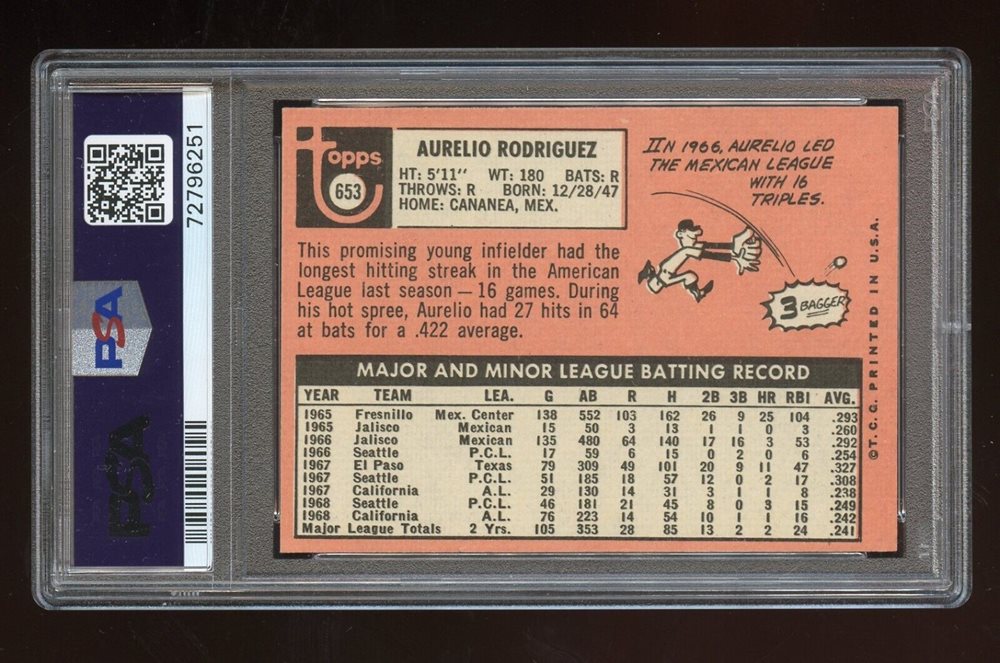 72796251
PSA
PSA
Topps
653
AURELIO RODRIGUEZ
HT: 5'11" WT: 180 BATS: R
THROWS: R BORN: 12/28/47
HOME: CANANEA, MEX.
IN 1966, AURELIO LED
THE MEXICAN LEAGUE
WITH 16
TRIPLES.
3 BAGGER
This promising young infielder had the
longest hitting streak in the American
League last season — 16 games. During
his hot spree, Aurelio had 27 hits in 64
at bats for a .422 average.
MAJOR AND MINOR LEAGUE BATTING RECORD
YEAR TEAM LEA. G AB R H 2B 3B HR RBI AVG.
1965 Fresnillo Mex. Center 138 552 103 162 26 9 25 104 .293
1965 Jalisco Mexican 15 50 3 13 1 1 0 3 .260
1966 Jalisco Mexican 135 480 64 140 17 16 3 53 .292
1966 Seattle P.C.L. 17 59 6 15 0 2 0 6 .254
1967 El Paso Texas 79 309 49 101 20 9 11 47 .327
1967 Seattle P.C.L. 51 185 18 57 12 0 2 17 .308
1967 California A.L. 29 130 14 31 3 1 1 8 .238
1968 Seattle P.C.L. 46 181 21 45 8 0 3 15 .249
1968 California A.L. 76 223 14 54 10 1 1 16 .242
Major League Totals 2 Yrs. 105 353 28 85 13 2 2 24 .241
©T.C.G. PRINTED IN U.S.A.